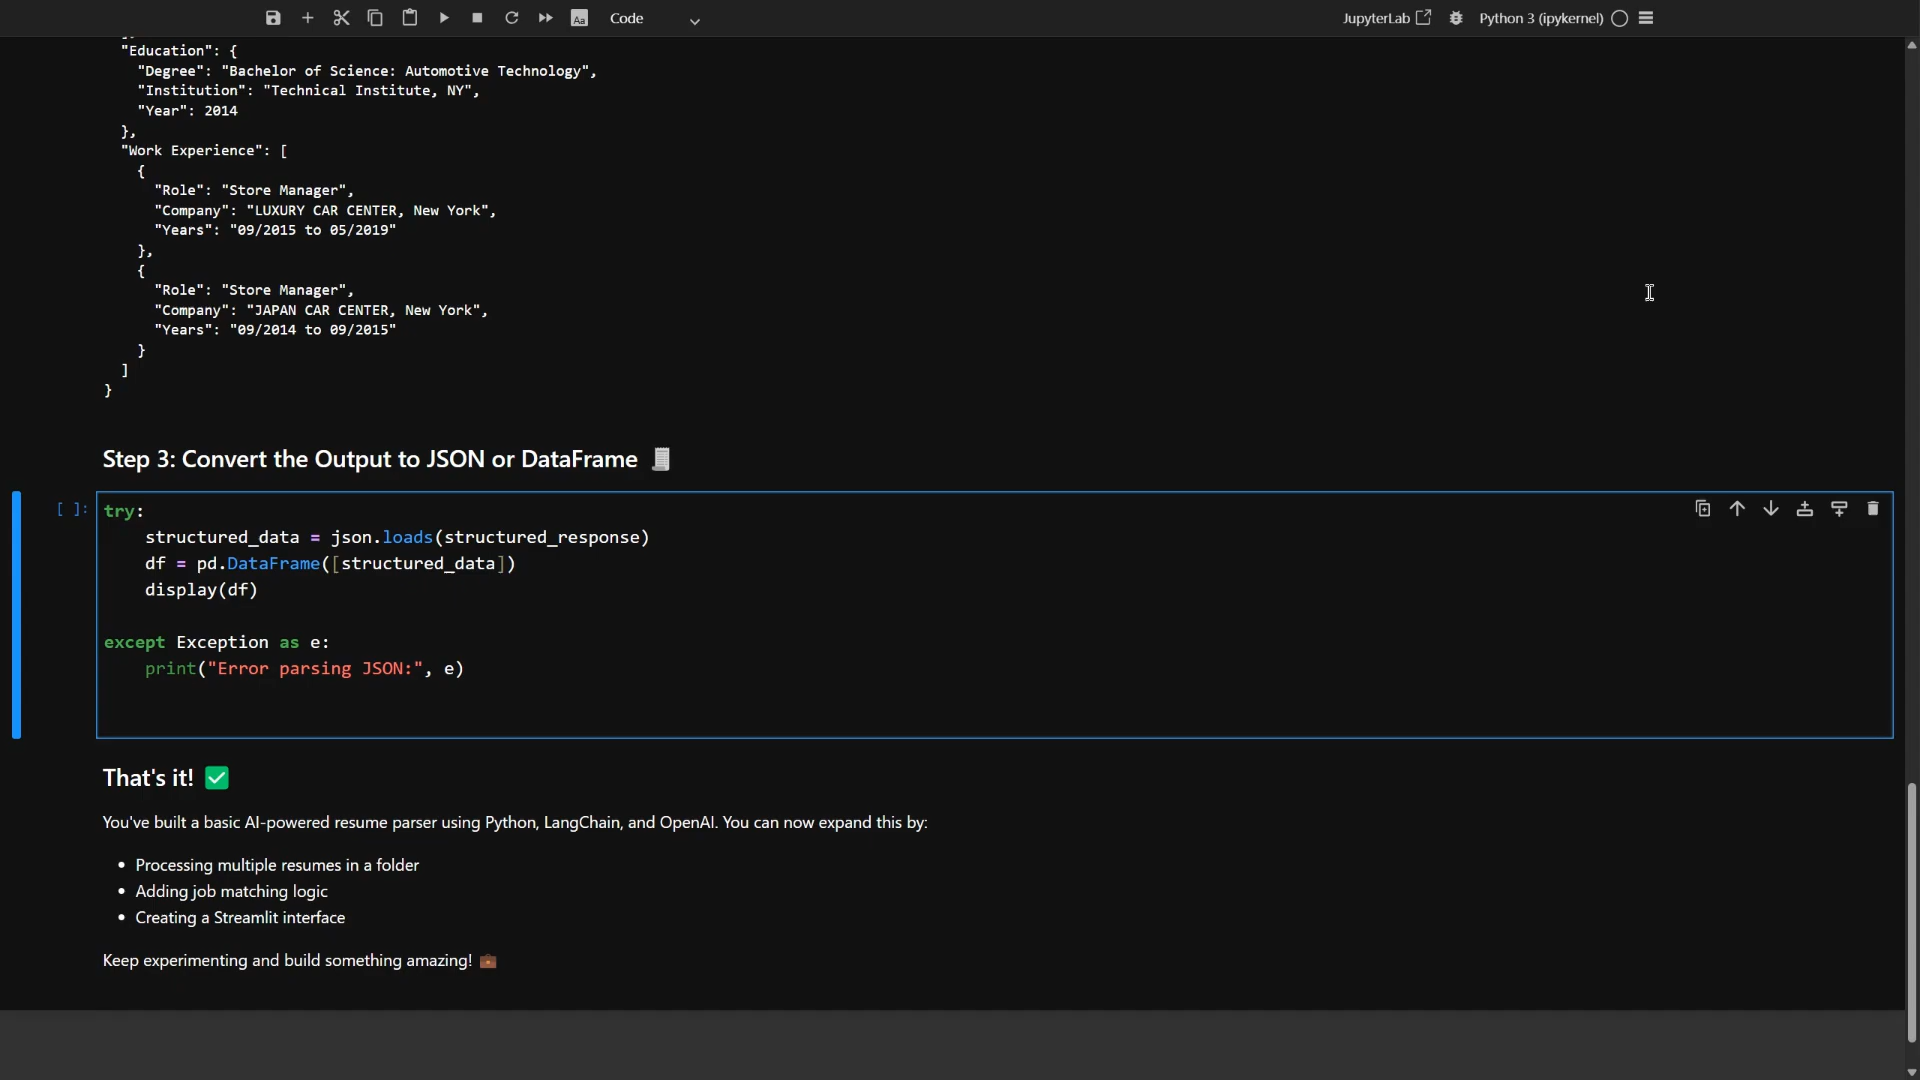 Code
JupyterLab
Python 3 (ipykernel)
"Education": {
"Degree": "Bachelor of Science: Automotive Technology",
"Institution": "Technical Institute, NY",
"Year": 2014
},
"Work Experience": [
{
"Role": "Store Manager",
"Company": "LUXURY CAR CENTER, New York",
"Years": "09/2015 to 05/2019"
},
{
"Role": "Store Manager",
"Company": "JAPAN CAR CENTER, New York",
"Years": "09/2014 to 09/2015"
}
]
}
Step 3: Convert the Output to JSON or DataFrame
[ ]:
try:
structured_data = json.loads(structured_response)
df = pd.DataFrame([structured_data])
display(df)
except Exception as e:
print("Error parsing JSON:", e)
That's it! ✅
You've built a basic AI-powered resume parser using Python, LangChain, and OpenAI. You can now expand this by:
• Processing multiple resumes in a folder
• Adding job matching logic
• Creating a Streamlit interface
Keep experimenting and build something amazing! 💼